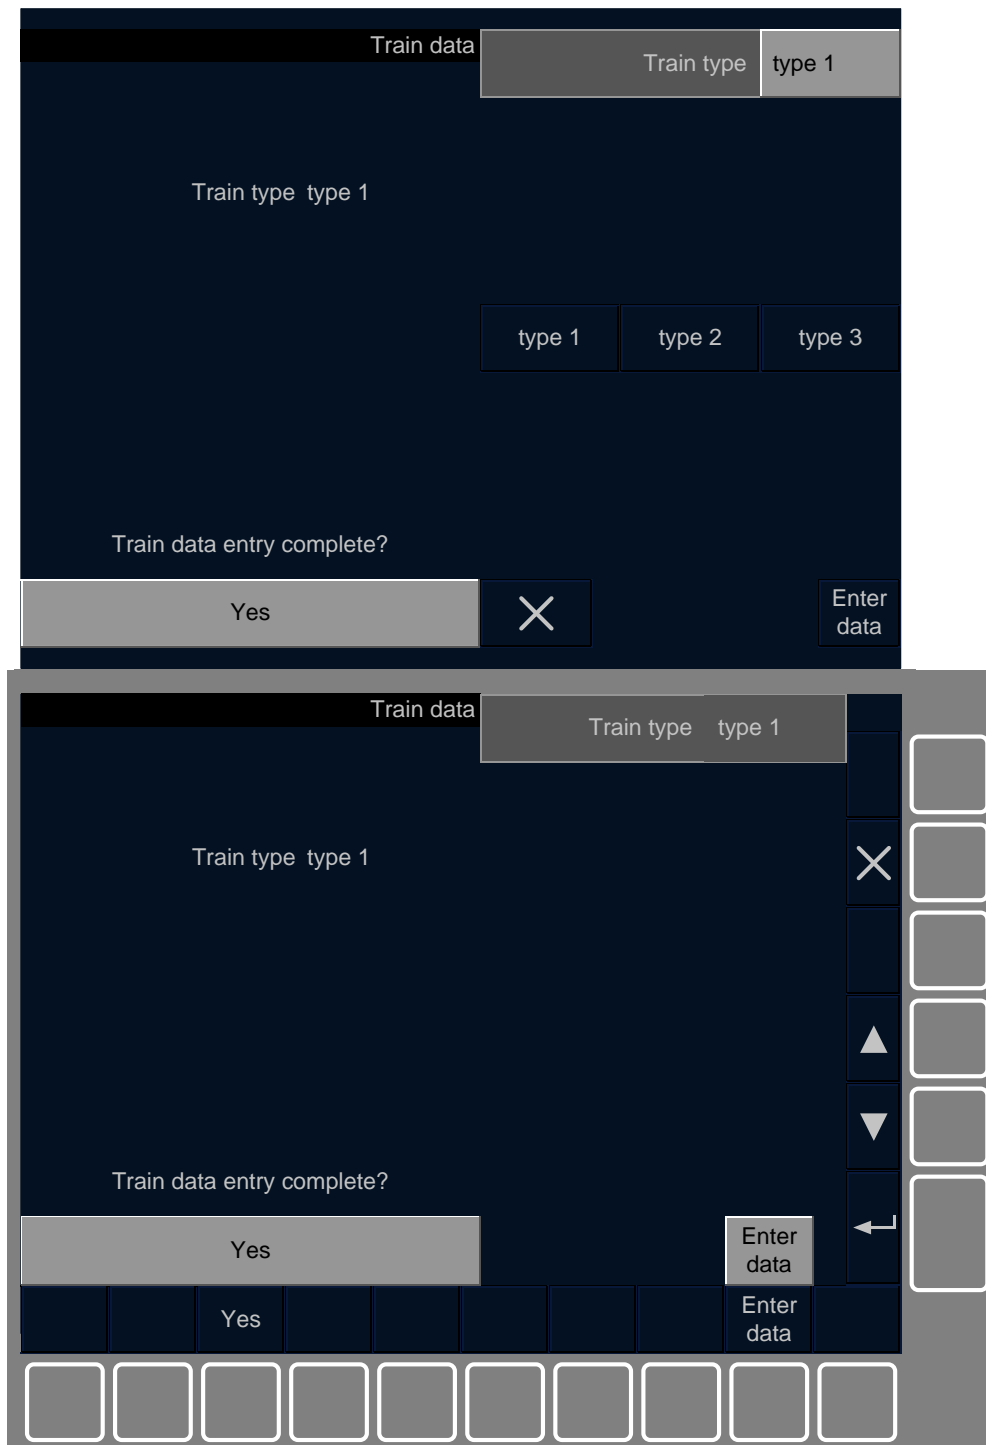 Train data
Train type type 1
Train type type 1
type 1 type 2 type 3
Train data entry complete?
Yes
Enter
data
Train data
Train type type 1
Train type type 1
Train data entry complete?
Yes
Enter
data
Yes
Enter
data